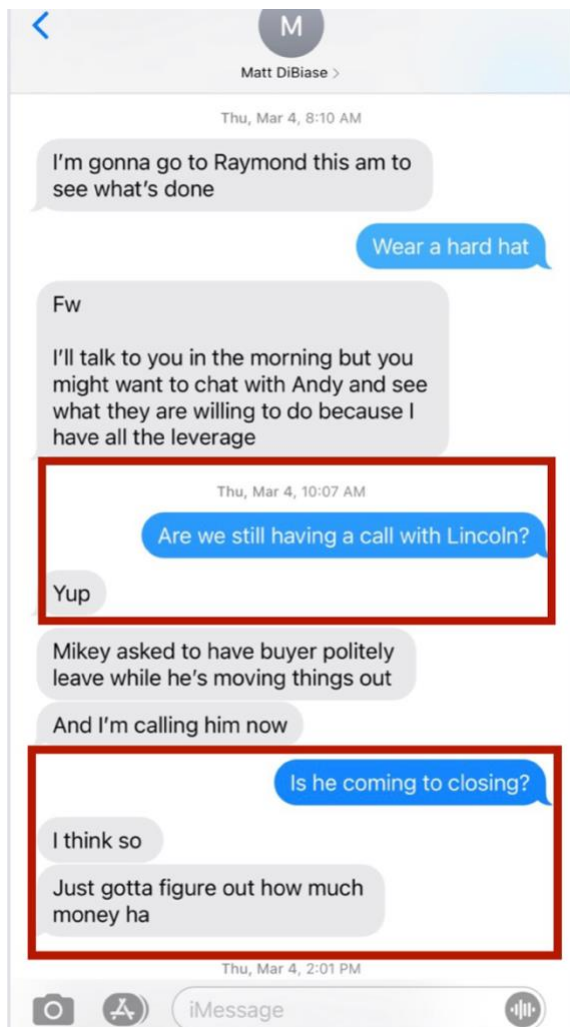 M
Matt DiBiase >
Thu, Mar 4, 8:10 AM
I'm gonna go to Raymond this am to
see what's done
Wear a hard hat
Fw
I'll talk to you in the morning but you
might want to chat with Andy and see
what they are willing to do because I
have all the leverage
Thu, Mar 4, 10:07 AM
Are we still having a call with Lincoln?
Yup
Mikey asked to have buyer politely
leave while he's moving things out
And I'm calling him now
Is he coming to closing?
I think so
Just gotta figure out how much
money ha
Thu, Mar 4, 2:01 PM
iMessage